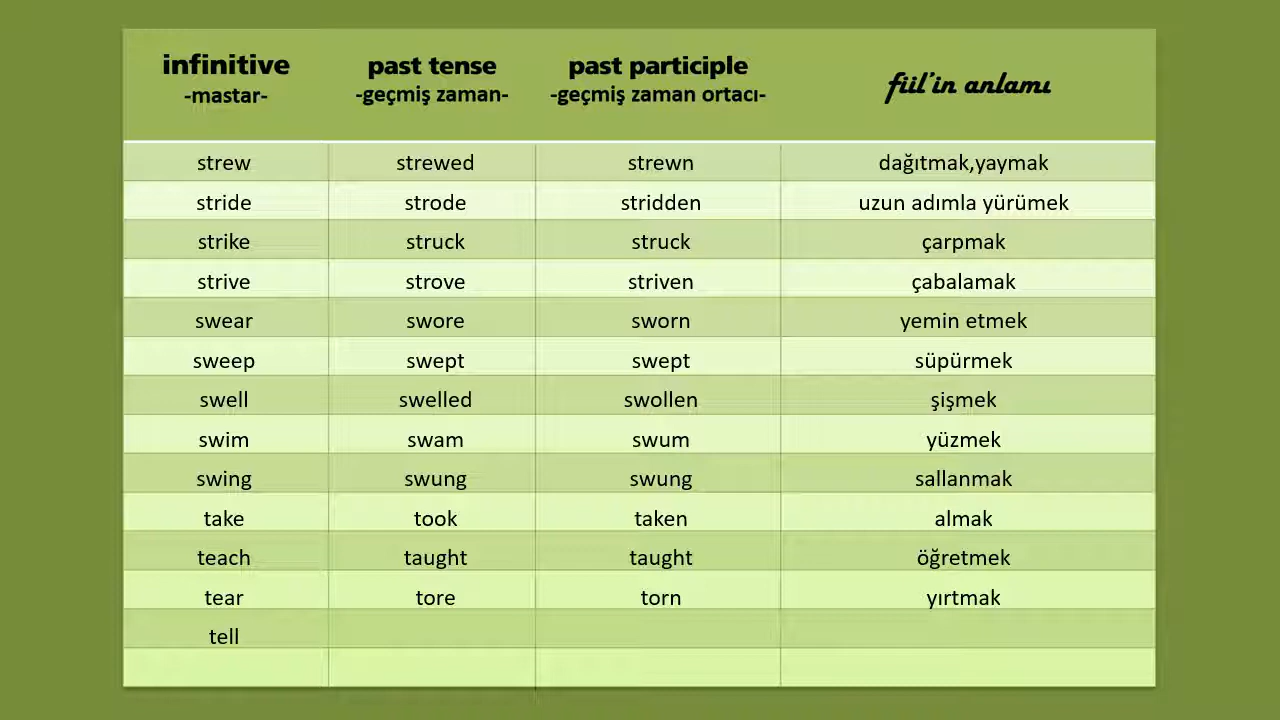 infinitive past tense past participle fiil'in anlamı
-mastar- -geçmiş zaman- -geçmiş zaman ortacı-
strew strewed strewn dağıtmak,yaymak
stride strode stridden uzun adımla yürümek
strike struck struck çarpmak
strive strove striven çabalamak
swear swore sworn yemin etmek
sweep swept swept süpürmek
swell swelled swollen şişmek
swim swam swum yüzmek
swing swung swung sallanmak
take took taken almak
teach taught taught öğretmek
tear tore torn yırtmak
tell